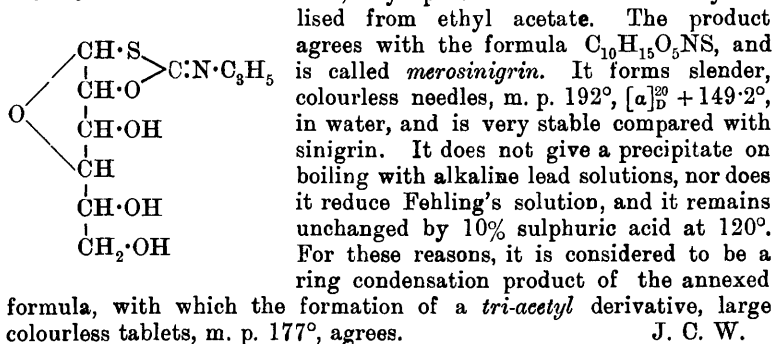 lised from ethyl acetate. The product
agrees with the formula C₁₀H₁₅O₅NS, and
is called merosinigrin. It forms slender,
colourless needles, m. p. 192°, [a]²⁰_D +149·2°,
in water, and is very stable compared with
sinigrin. It does not give a precipitate on
boiling with alkaline lead solutions, nor does
it reduce Fehling's solution, and it remains
unchanged by 10% sulphuric acid at 120°.
For these reasons, it is considered to be a
ring condensation product of the annexed
formula, with which the formation of a tri-acetyl derivative, large
colourless tablets, m. p. 177°, agrees. J. C. W.
CH·S
C:N·C₃H₅
CH·O
O
CH·OH
CH
CH·OH
CH₂·OH